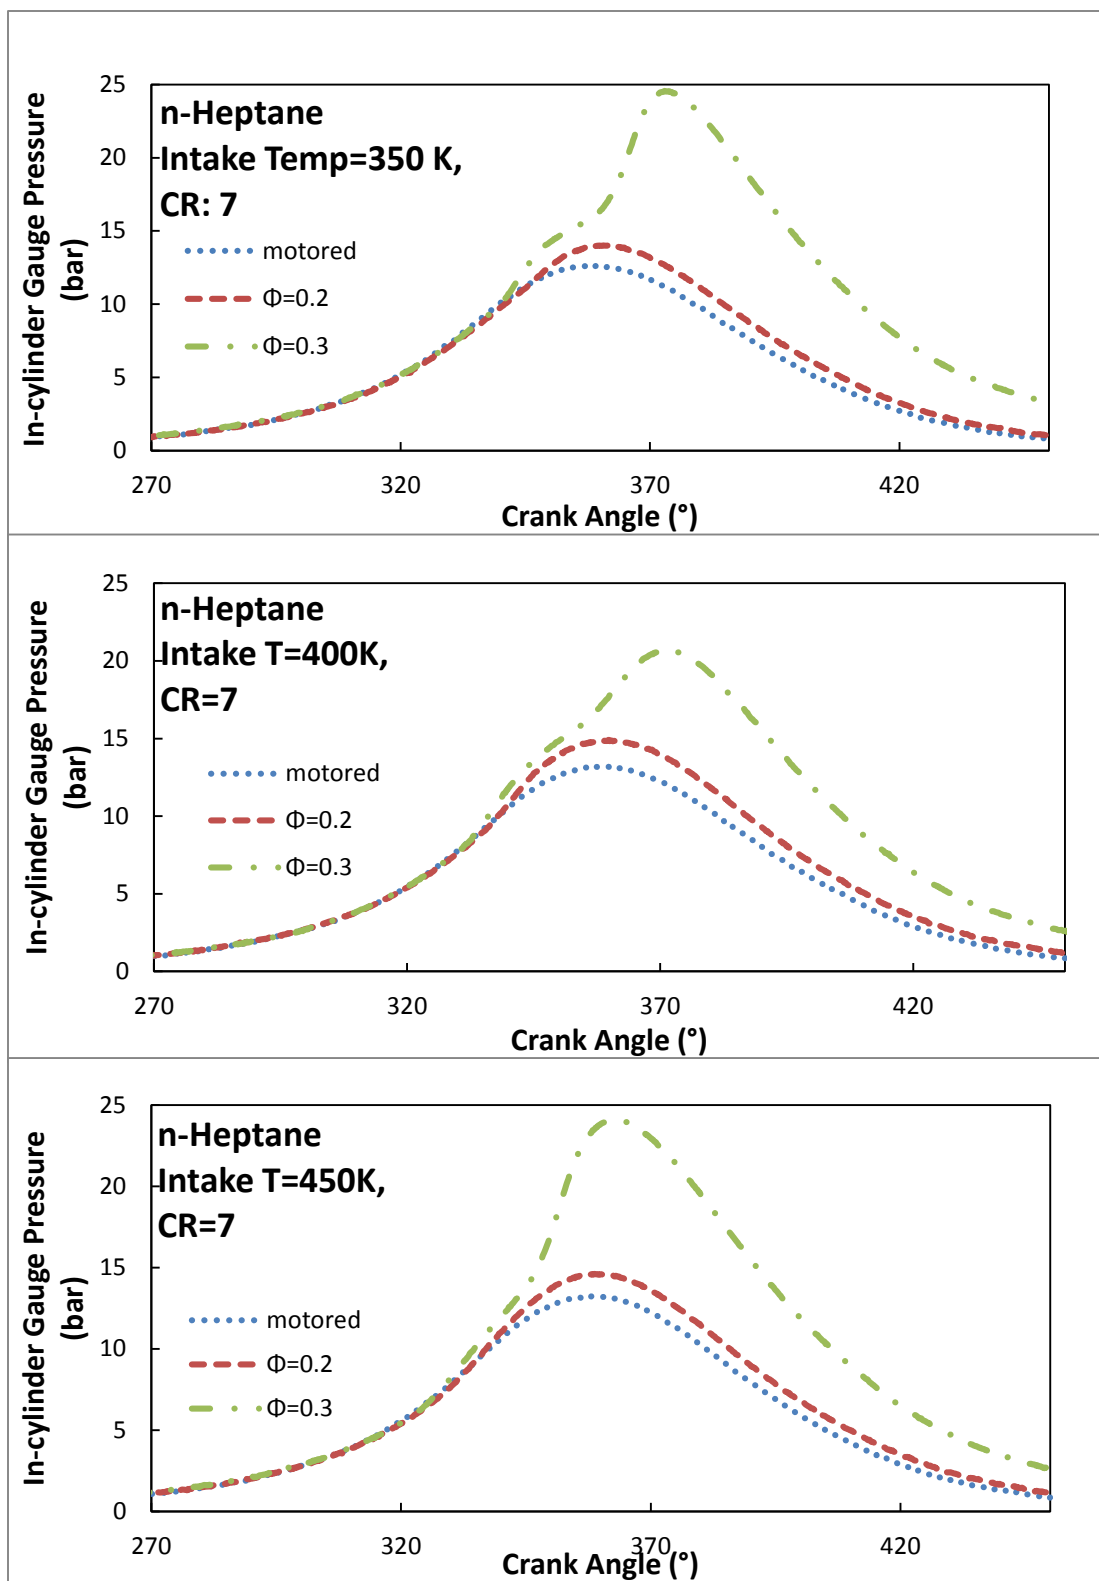 In-cylinder Gauge Pressure
(bar)
25
20
15
10
5
0
n-Heptane
Intake Temp=350 K,
CR: 7
motored
Φ=0.2
Φ=0.3
270
320
370
420
Crank Angle (°)
In-cylinder Gauge Pressure
(bar)
25
20
15
10
5
0
n-Heptane
Intake T=400K,
CR=7
motored
Φ=0.2
Φ=0.3
270
320
370
420
Crank Angle (°)
In-cylinder Gauge Pressure
(bar)
25
20
15
10
5
0
n-Heptane
Intake T=450K,
CR=7
motored
Φ=0.2
Φ=0.3
270
320
370
420
Crank Angle (°)